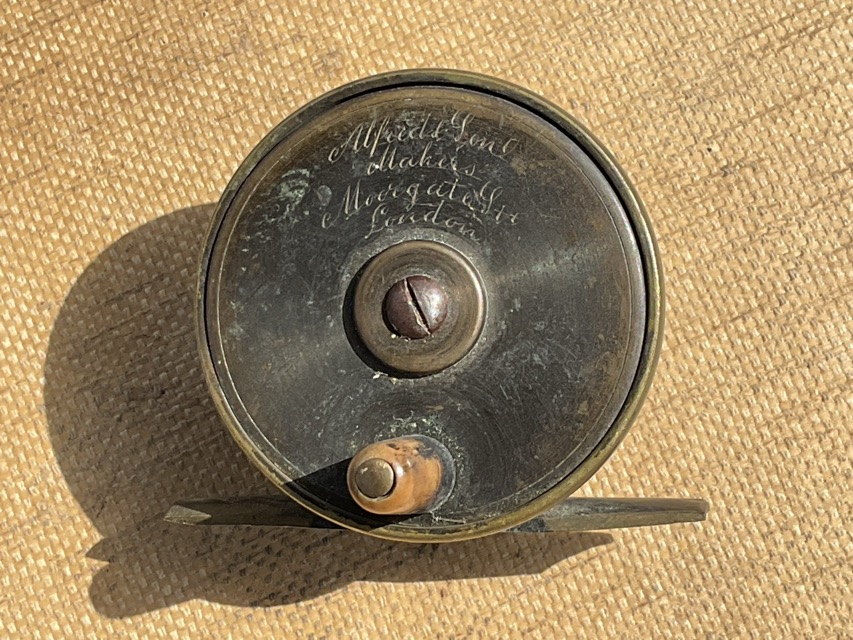 Alfred & Son
Makers
Moorgate Str
London